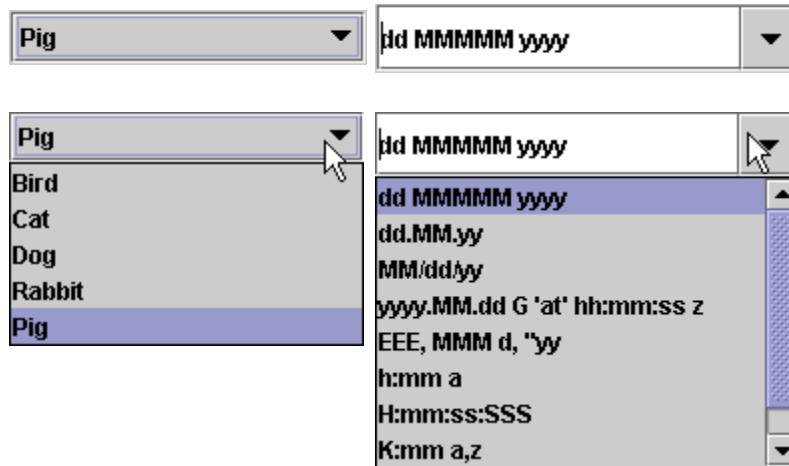 Pig
dd MMMMM yyyy
Pig
Bird
Cat
Dog
Rabbit
Pig
dd MMMMM yyyy
dd MMMMM yyyy
dd.MM.yy
MM/dd/yy
yyyy.MM.dd G 'at' hh:mm:ss z
EEE, MMM d, ''yy
h:mm a
H:mm:ss:SSS
K:mm a,z